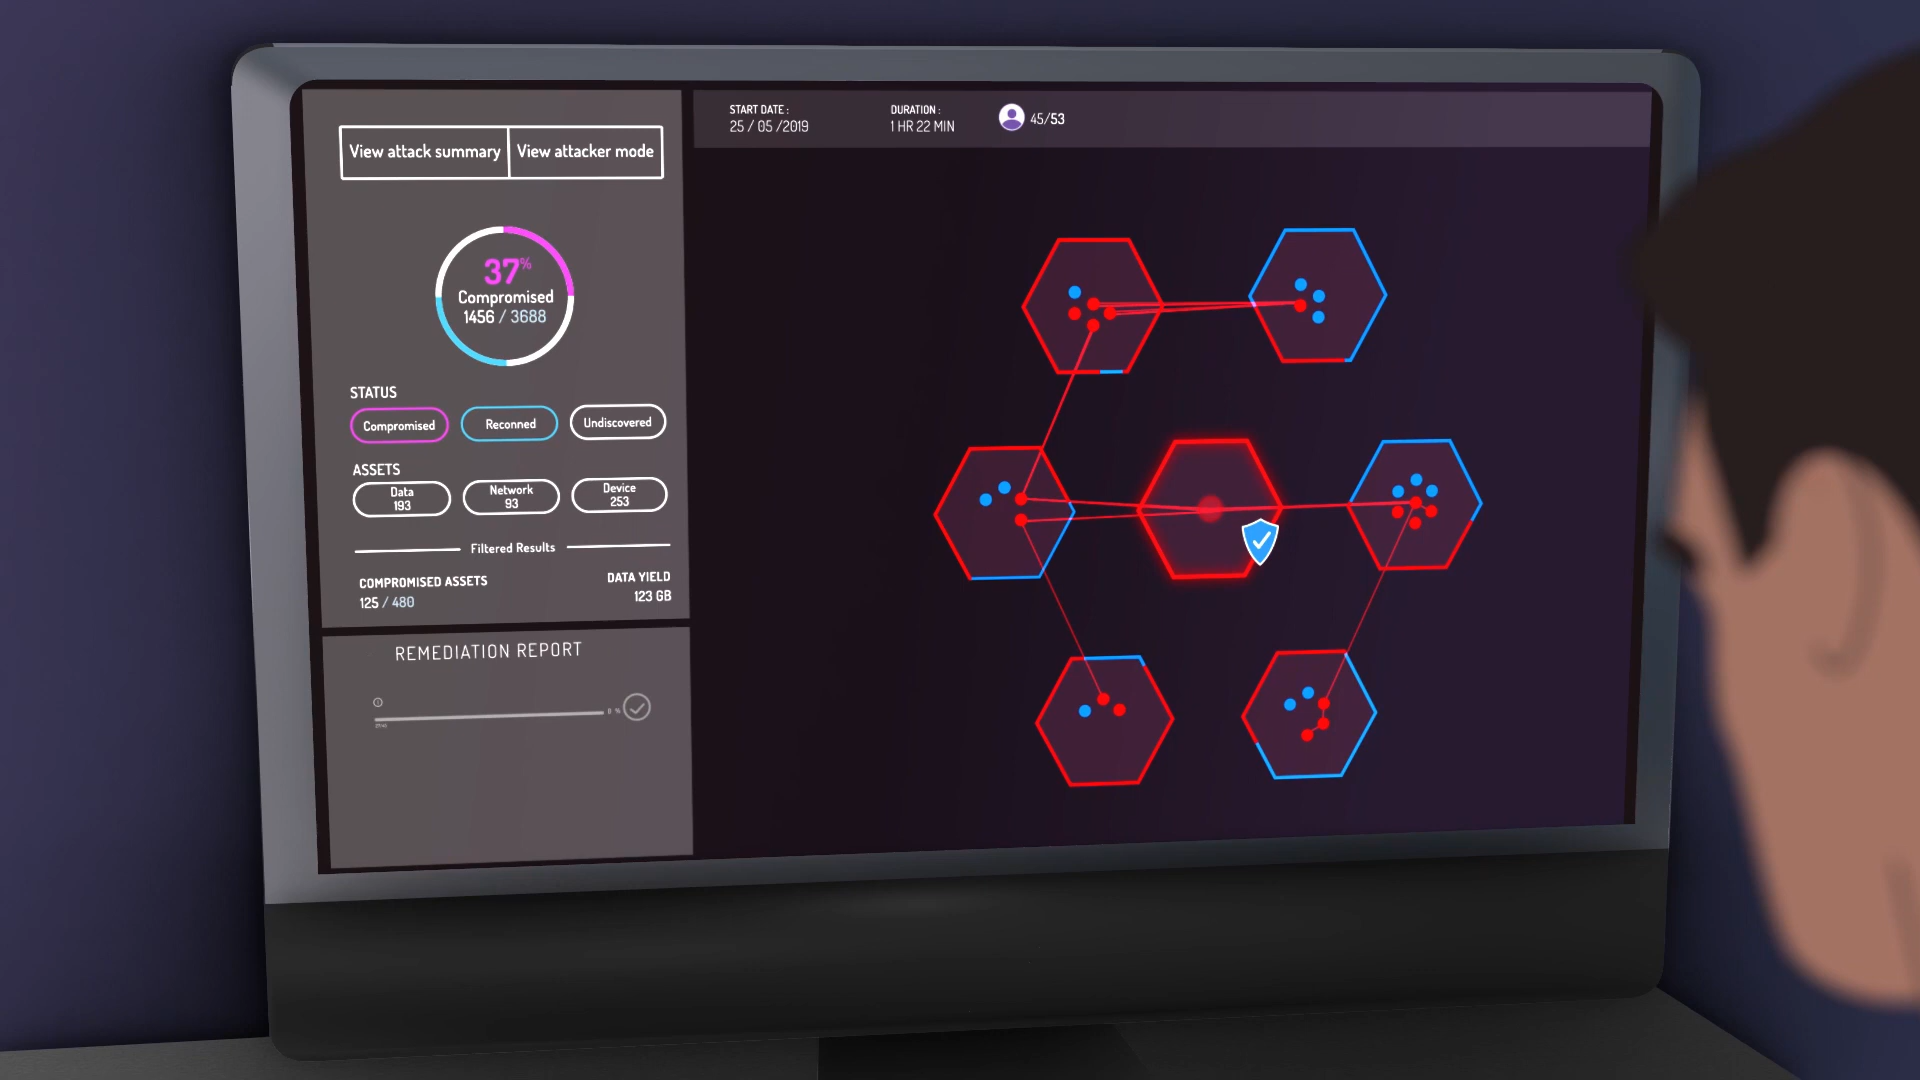 View attack summary
View attacker mode
37%
Compromised
1456 / 3688
STATUS
Compromised
Reconned
Undiscovered
ASSETS
Data
193
Network
93
Device
253
Filtered Results
COMPROMISED ASSETS
125 / 480
DATA YIELD
123 GB
REMEDIATION REPORT
0 %
START DATE :
25 / 05 /2019
DURATION :
1 HR 22 MIN
45/53